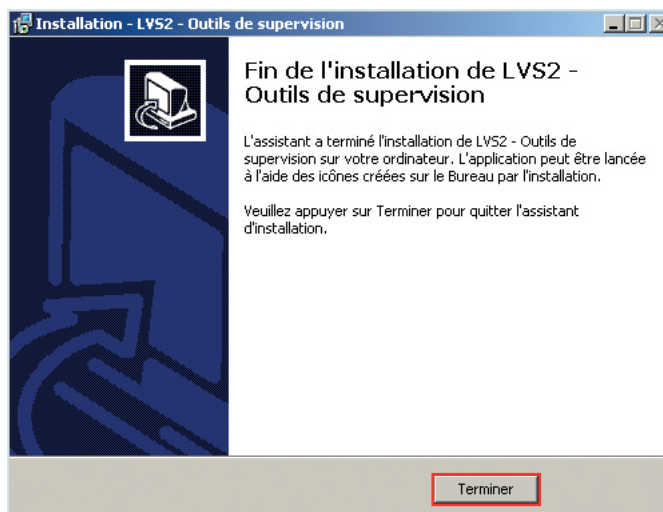 Installation - LVS2 - Outils de supervision
Fin de l'installation de LVS2 -
Outils de supervision
L'assistant a terminé l'installation de LVS2 - Outils de
supervision sur votre ordinateur. L'application peut être lancée
à l'aide des icônes créées sur le Bureau par l'installation.
Veuillez appuyer sur Terminer pour quitter l'assistant
d'installation.
Terminer